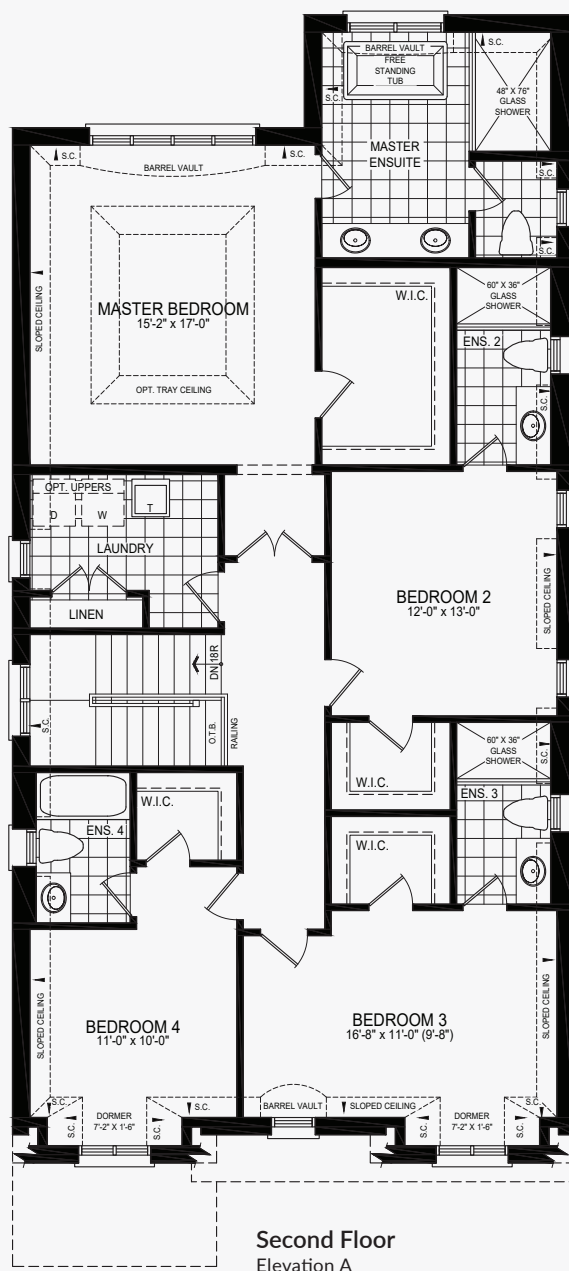 S.C.
BARREL VAULT
FREE
STANDING
TUB
S.C.
48" X 76"
GLASS
SHOWER
MASTER
ENSUITE
S.C.
S.C.
BARREL VAULT
S.C.
S.C.
SLOPED CEILING
MASTER BEDROOM
15'-2" x 17'-0"
OPT. TRAY CEILING
W.I.C.
60" X 36"
GLASS
SHOWER
ENS. 2
S.C.
OPT. UPPERS
D
W
T
LAUNDRY
LINEN
BEDROOM 2
12'-0" x 13'-0"
SLOPED CEILING
DN 18R
O.T.B.
RAILING
S.C.
W.I.C.
60" X 36"
GLASS
SHOWER
S.C.
ENS. 3
W.I.C.
ENS. 4
W.I.C.
SLOPED CEILING
BEDROOM 4
11'-0" x 10'-0"
BEDROOM 3
16'-8" x 11'-0" (9'-8")
SLOPED CEILING
S.C.
S.C.
DORMER
7'-2" X 1'-6"
S.C.
S.C.
BARREL VAULT
SLOPED CEILING
S.C.
DORMER
7'-2" X 1'-6"
S.C.
S.C.
Second Floor
Elevation A